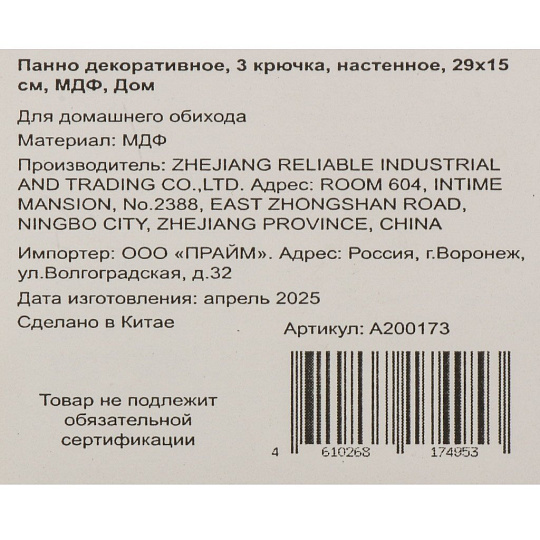 Панно декоративное, 3 крючка, настенное, 29х15
см, МДФ, Дом
Для домашнего обихода
Материал: МДФ
Производитель: ZHEJIANG RELIABLE INDUSTRIAL
AND TRADING CO.,LTD. Адрес: ROOM 604, INTIME
MANSION, No.2388, EAST ZHONGSHAN ROAD,
NINGBO CITY, ZHEJIANG PROVINCE, CHINA
Импортер: ООО «ПРАЙМ». Адрес: Россия, г.Воронеж,
ул.Волгоградская, д.32
Дата изготовления: апрель 2025
Сделано в Китае
Артикул: А200173
Товар не подлежит
обязательной
сертификации
4 610268 174953